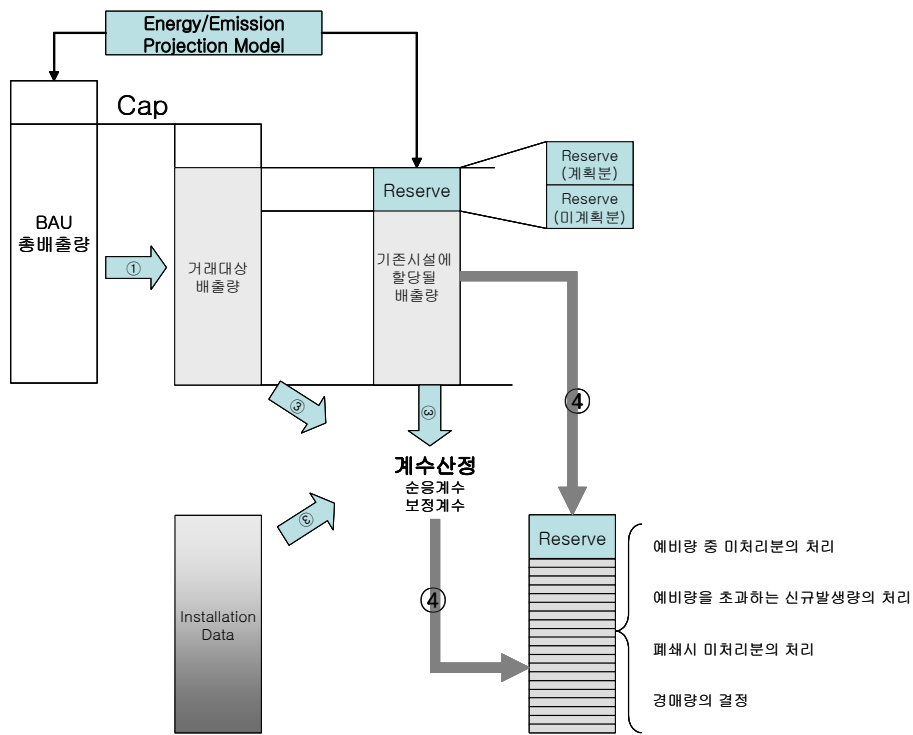 Energy/Emission
Projection Model
Cap
BAU
총배출량
①
거래대상
배출량
Reserve
기존시설에
할당될
배출량
Reserve
(계획분)
Reserve
(미계획분)
③
③
④
계수산정
순응계수
보정계수
③
Installation
Data
④
Reserve
예비량 중 미처리분의 처리
예비량을 초과하는 신규발생량의 처리
폐쇄시 미처리분의 처리
경매량의 결정